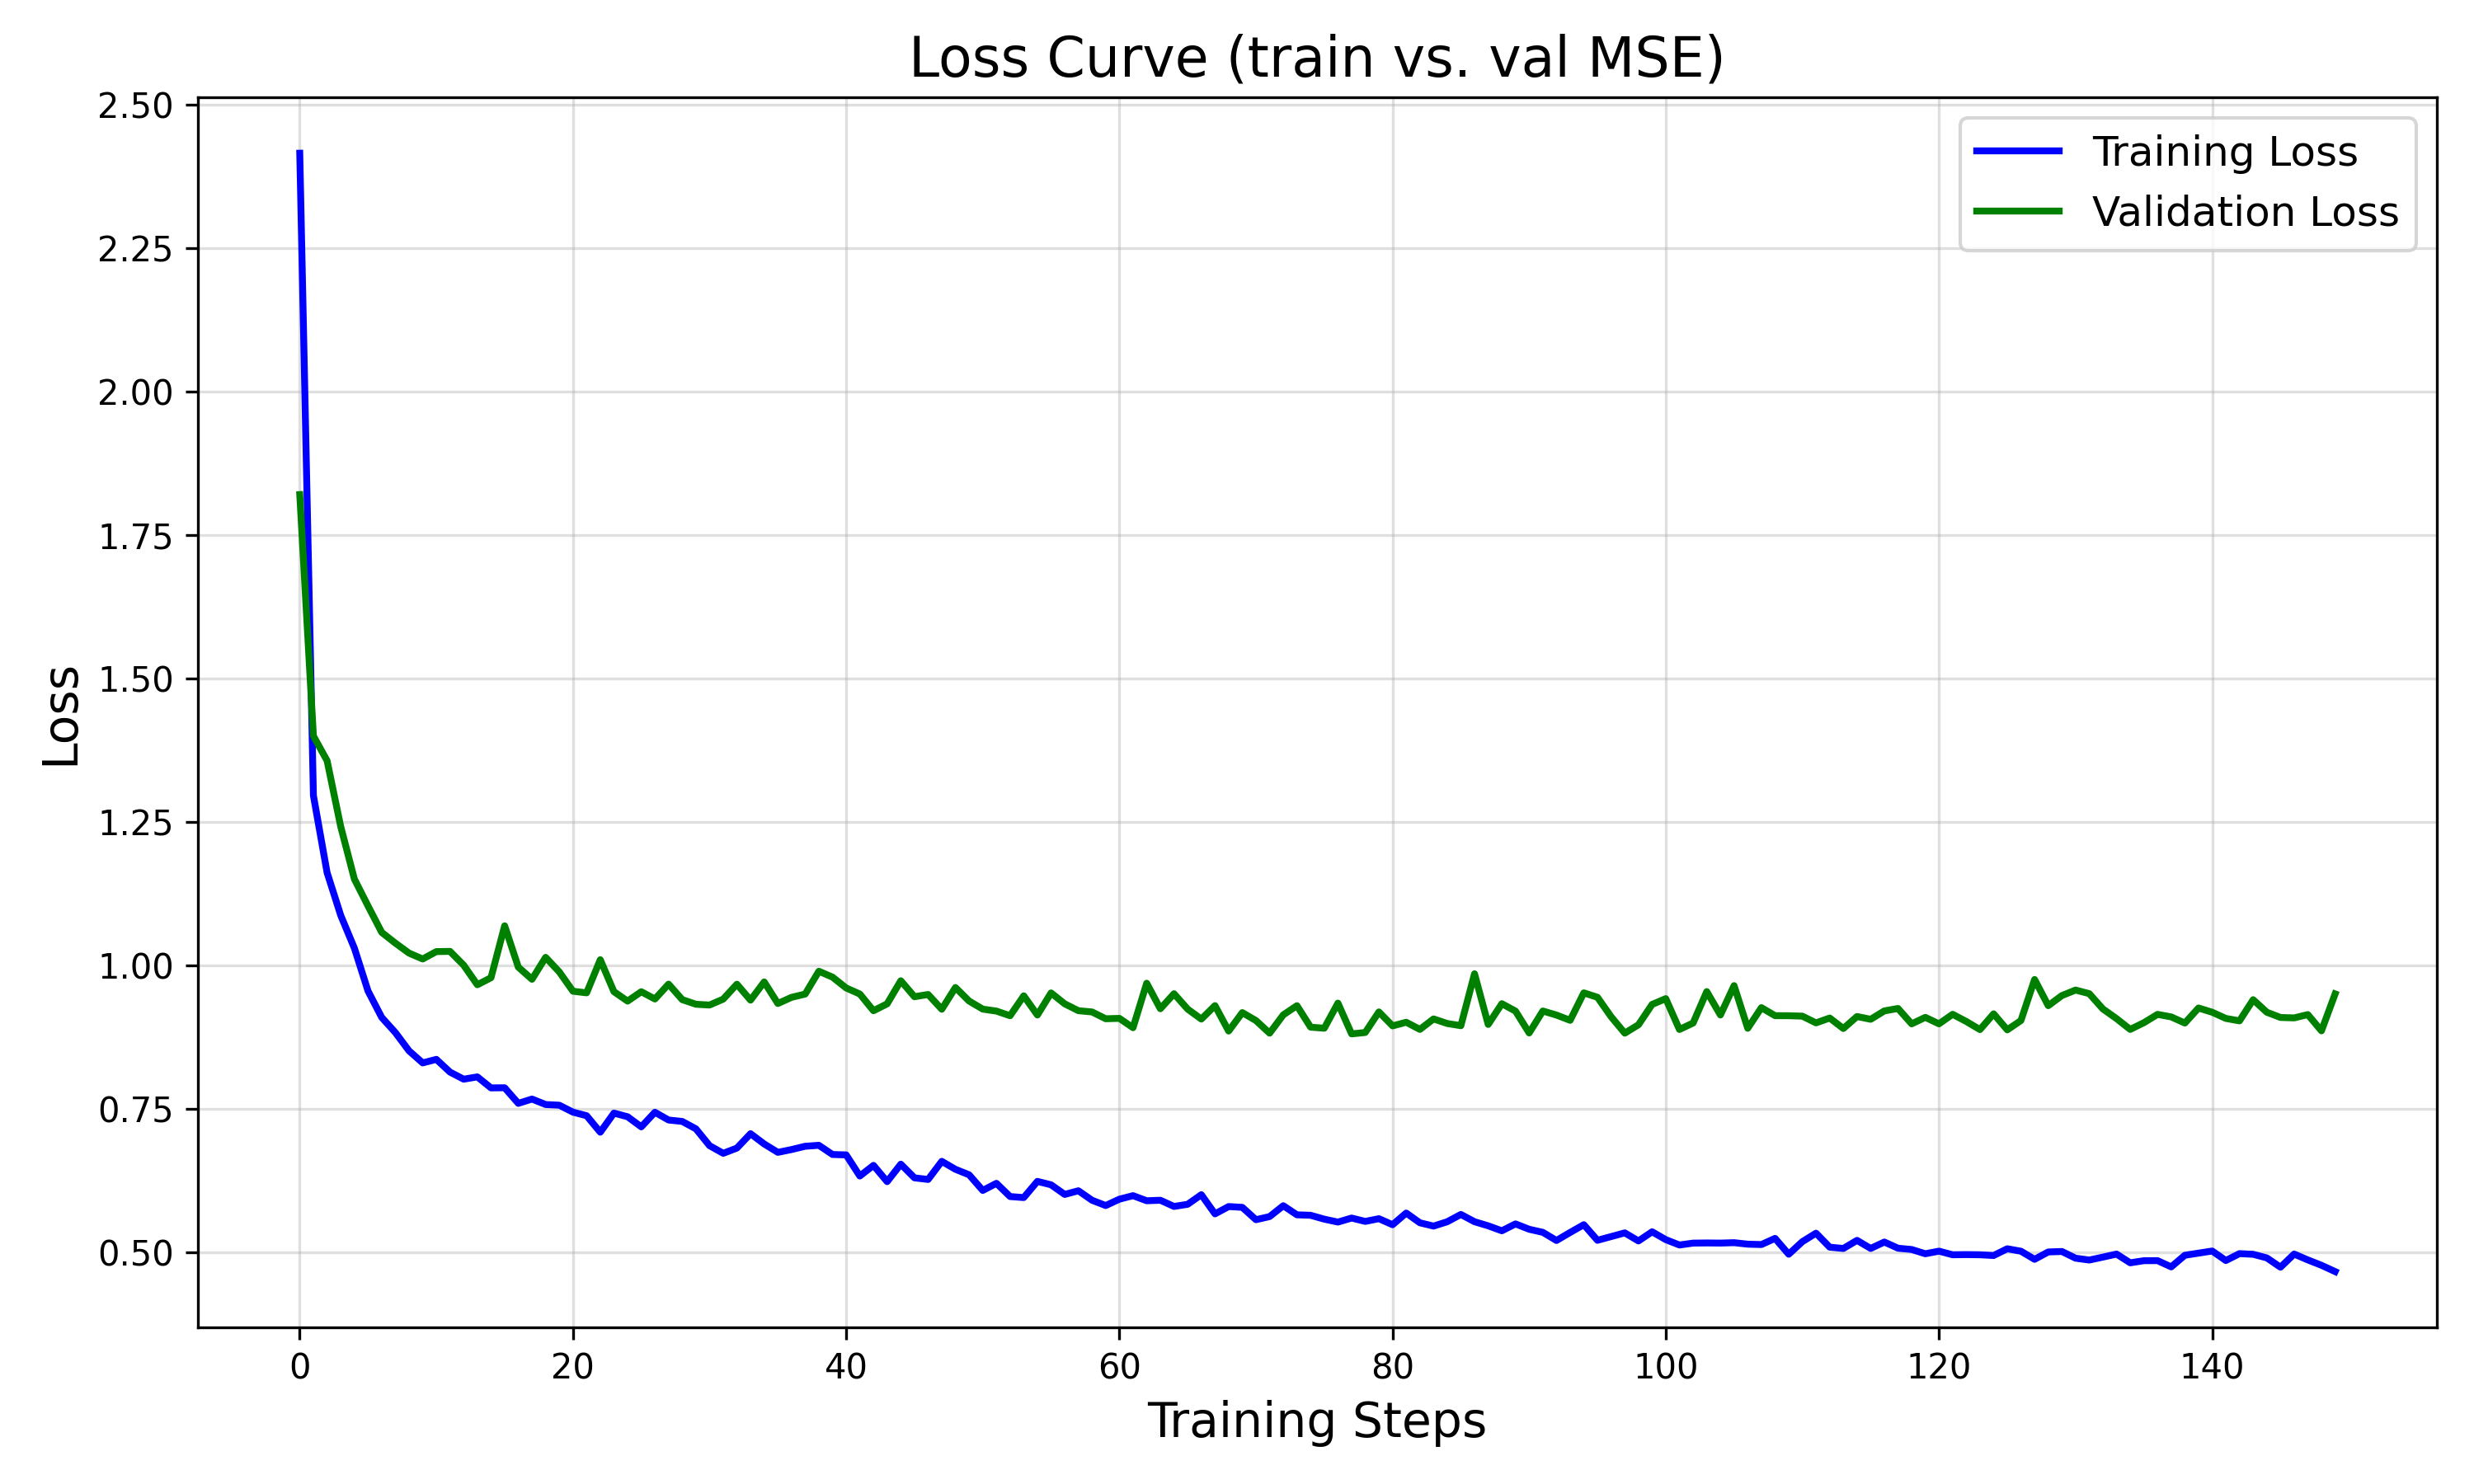 Loss Curve (train vs. val MSE)
2.50
2.25
2.00
1.75
1.50
1.25
1.00
0.75
0.50
Loss
Training Loss
Validation Loss
0 20 40 60 80 100 120 140
Training Steps